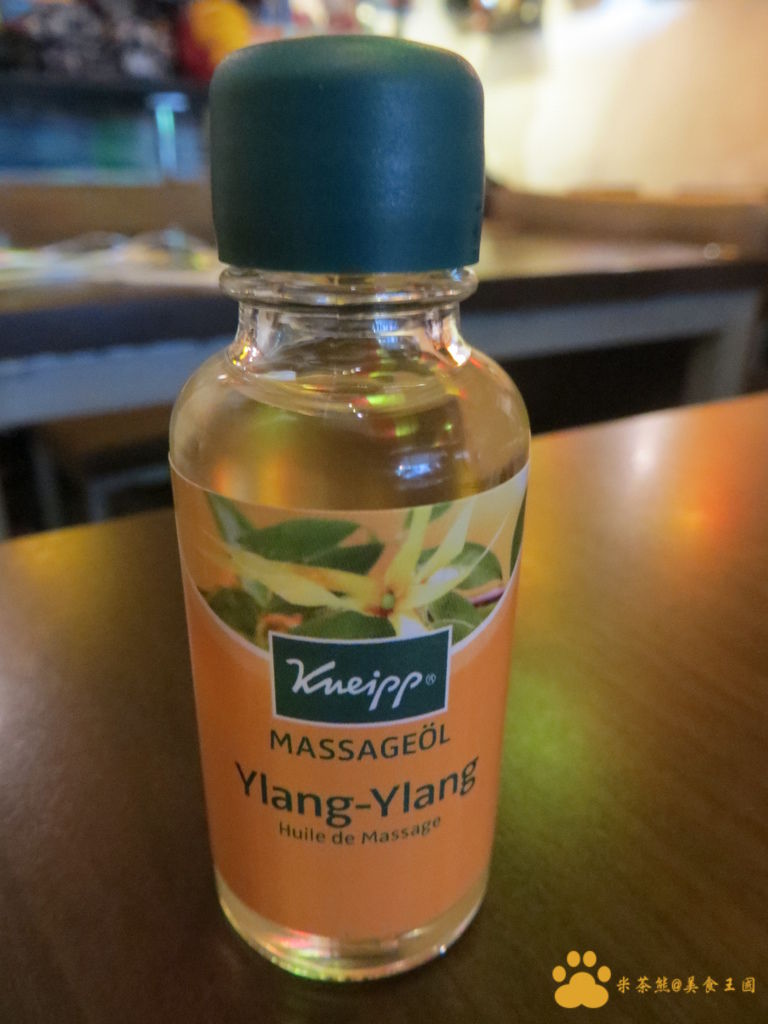 Kneipp®
MASSAGEÖL
Ylang-Ylang
Huile de Massage
米茶熊@美食王國